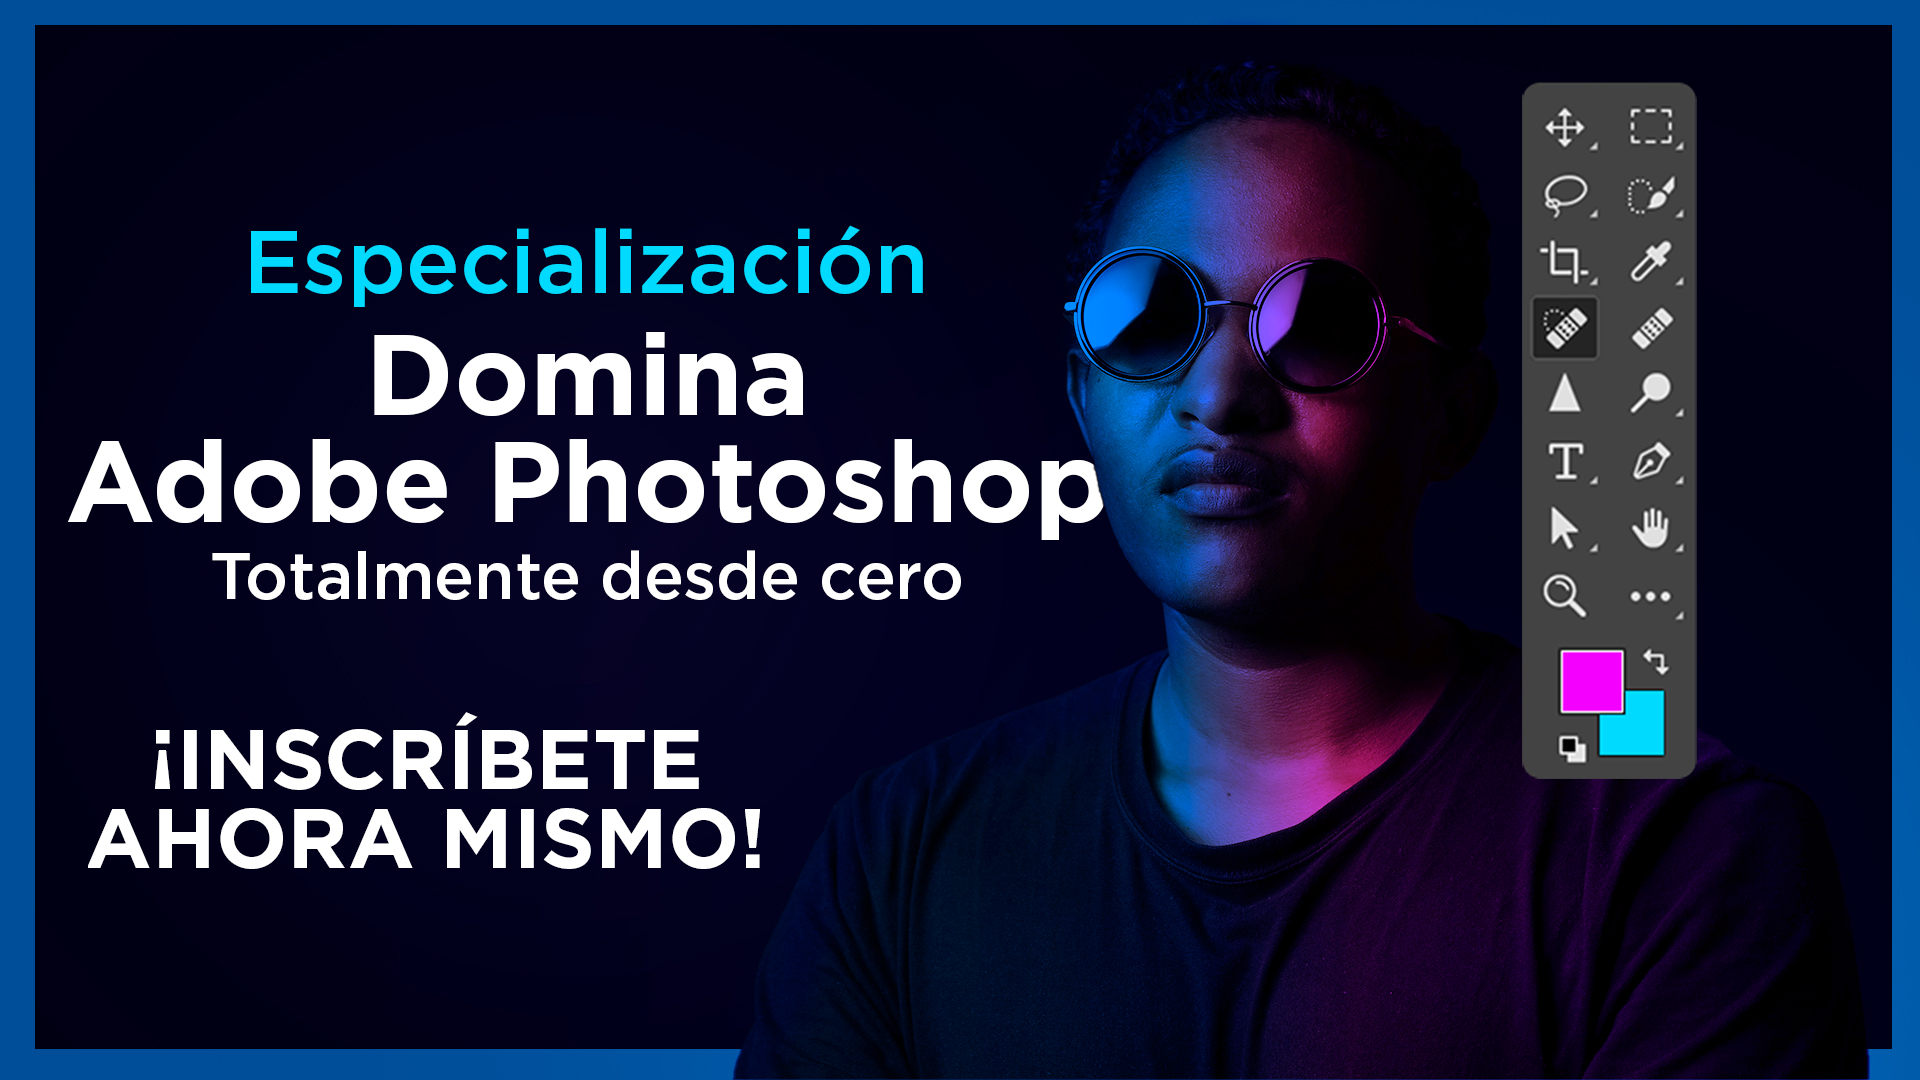 Especialización
Domina
Adobe Photoshop
Totalmente desde cero
¡INSCRÍBETE
AHORA MISMO!